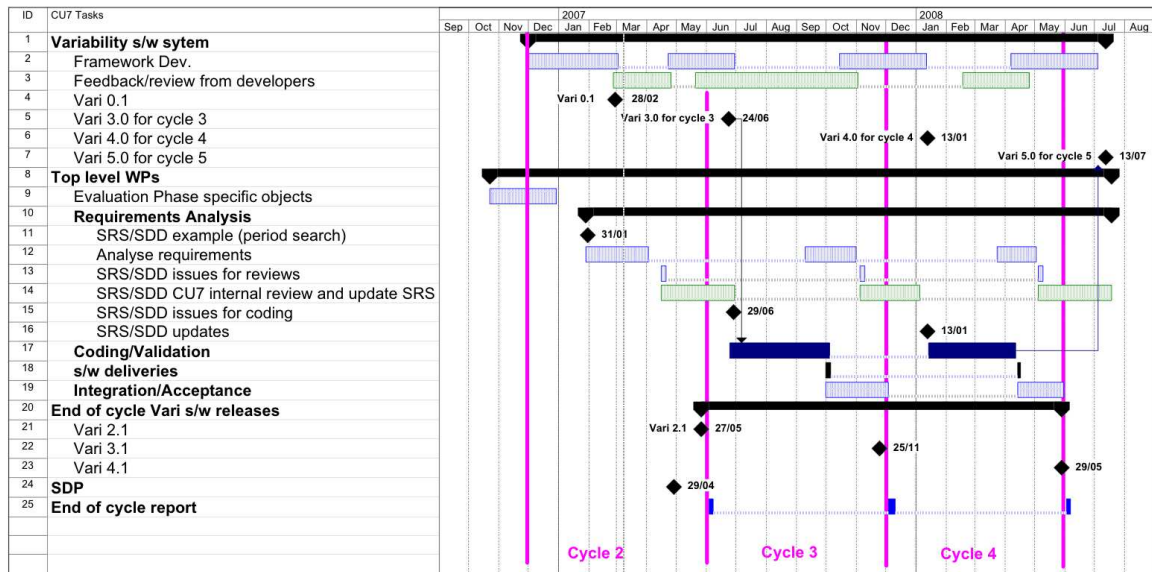 ID CU7 Tasks 2007 2008
Sep Oct Nov Dec Jan Feb Mar Apr May Jun Jul Aug Sep Oct Nov Dec Jan Feb Mar Apr May Jun Jul Aug
1 Variability s/w sytem
2 Framework Dev.
3 Feedback/review from developers
4 Vari 0.1 Vari 0.1 28/02
5 Vari 3.0 for cycle 3 Vari 3.0 for cycle 3 24/06
6 Vari 4.0 for cycle 4 Vari 4.0 for cycle 4 13/01
7 Vari 5.0 for cycle 5 Vari 5.0 for cycle 5 13/07
8 Top level WPs
9 Evaluation Phase specific objects
10 Requirements Analysis
11 SRS/SDD example (period search) 31/01
12 Analyse requirements
13 SRS/SDD issues for reviews
14 SRS/SDD CU7 internal review and update SRS
15 SRS/SDD issues for coding 29/06
16 SRS/SDD updates 13/01
17 Coding/Validation
18 s/w deliveries
19 Integration/Acceptance
20 End of cycle Vari s/w releases
21 Vari 2.1 Vari 2.1 27/05
22 Vari 3.1 25/11
23 Vari 4.1 29/05
24 SDP 29/04
25 End of cycle report
Cycle 2 Cycle 3 Cycle 4